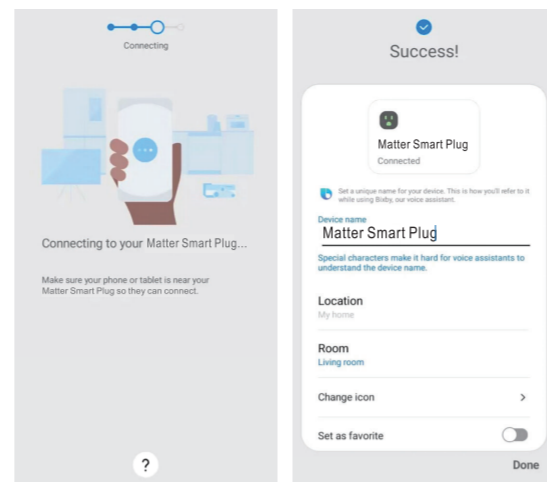 Connecting
Connecting to your Matter Smart Plug...
Make sure your phone or tablet is near your
Matter Smart Plug so they can connect.
?
Success!
Matter Smart Plug
Connected
Set a unique name for your device. This is how you'll refer to it
while using Bixby, our voice assistant.
Device name
Matter Smart Plug
Special characters make it hard for voice assistants to
understand the device name.
Location
My home
Room
Living room
Change icon
Set as favorite
Done